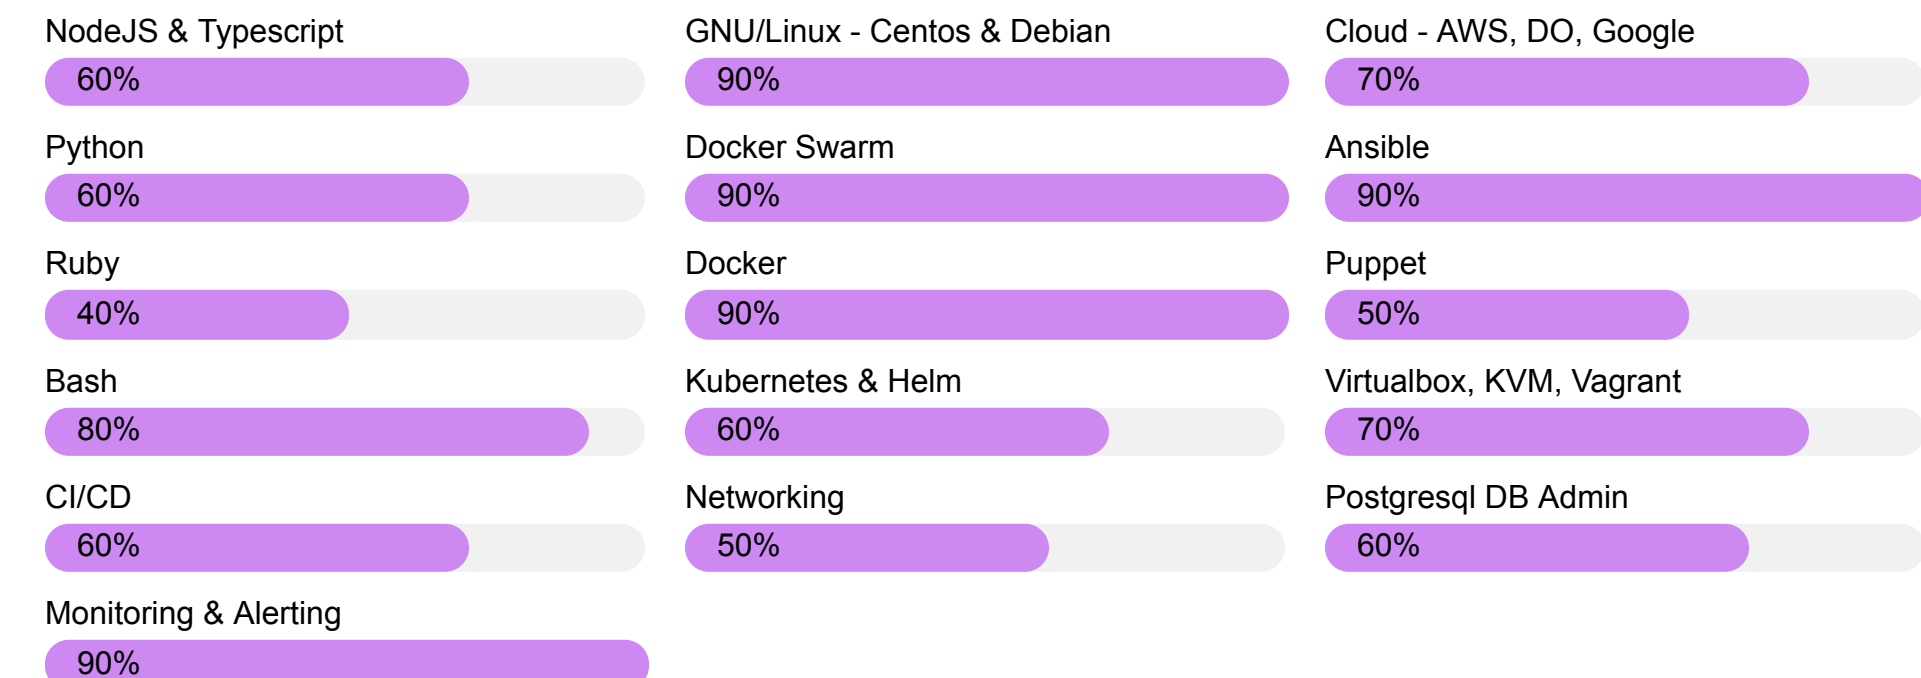 NodeJS & Typescript
60%
Python
60%
Ruby
40%
Bash
80%
CI/CD
60%
Monitoring & Alerting
90%
GNU/Linux - Centos & Debian
90%
Docker Swarm
90%
Docker
90%
Kubernetes & Helm
60%
Networking
50%
Cloud - AWS, DO, Google
70%
Ansible
90%
Puppet
50%
Virtualbox, KVM, Vagrant
70%
Postgresql DB Admin
60%